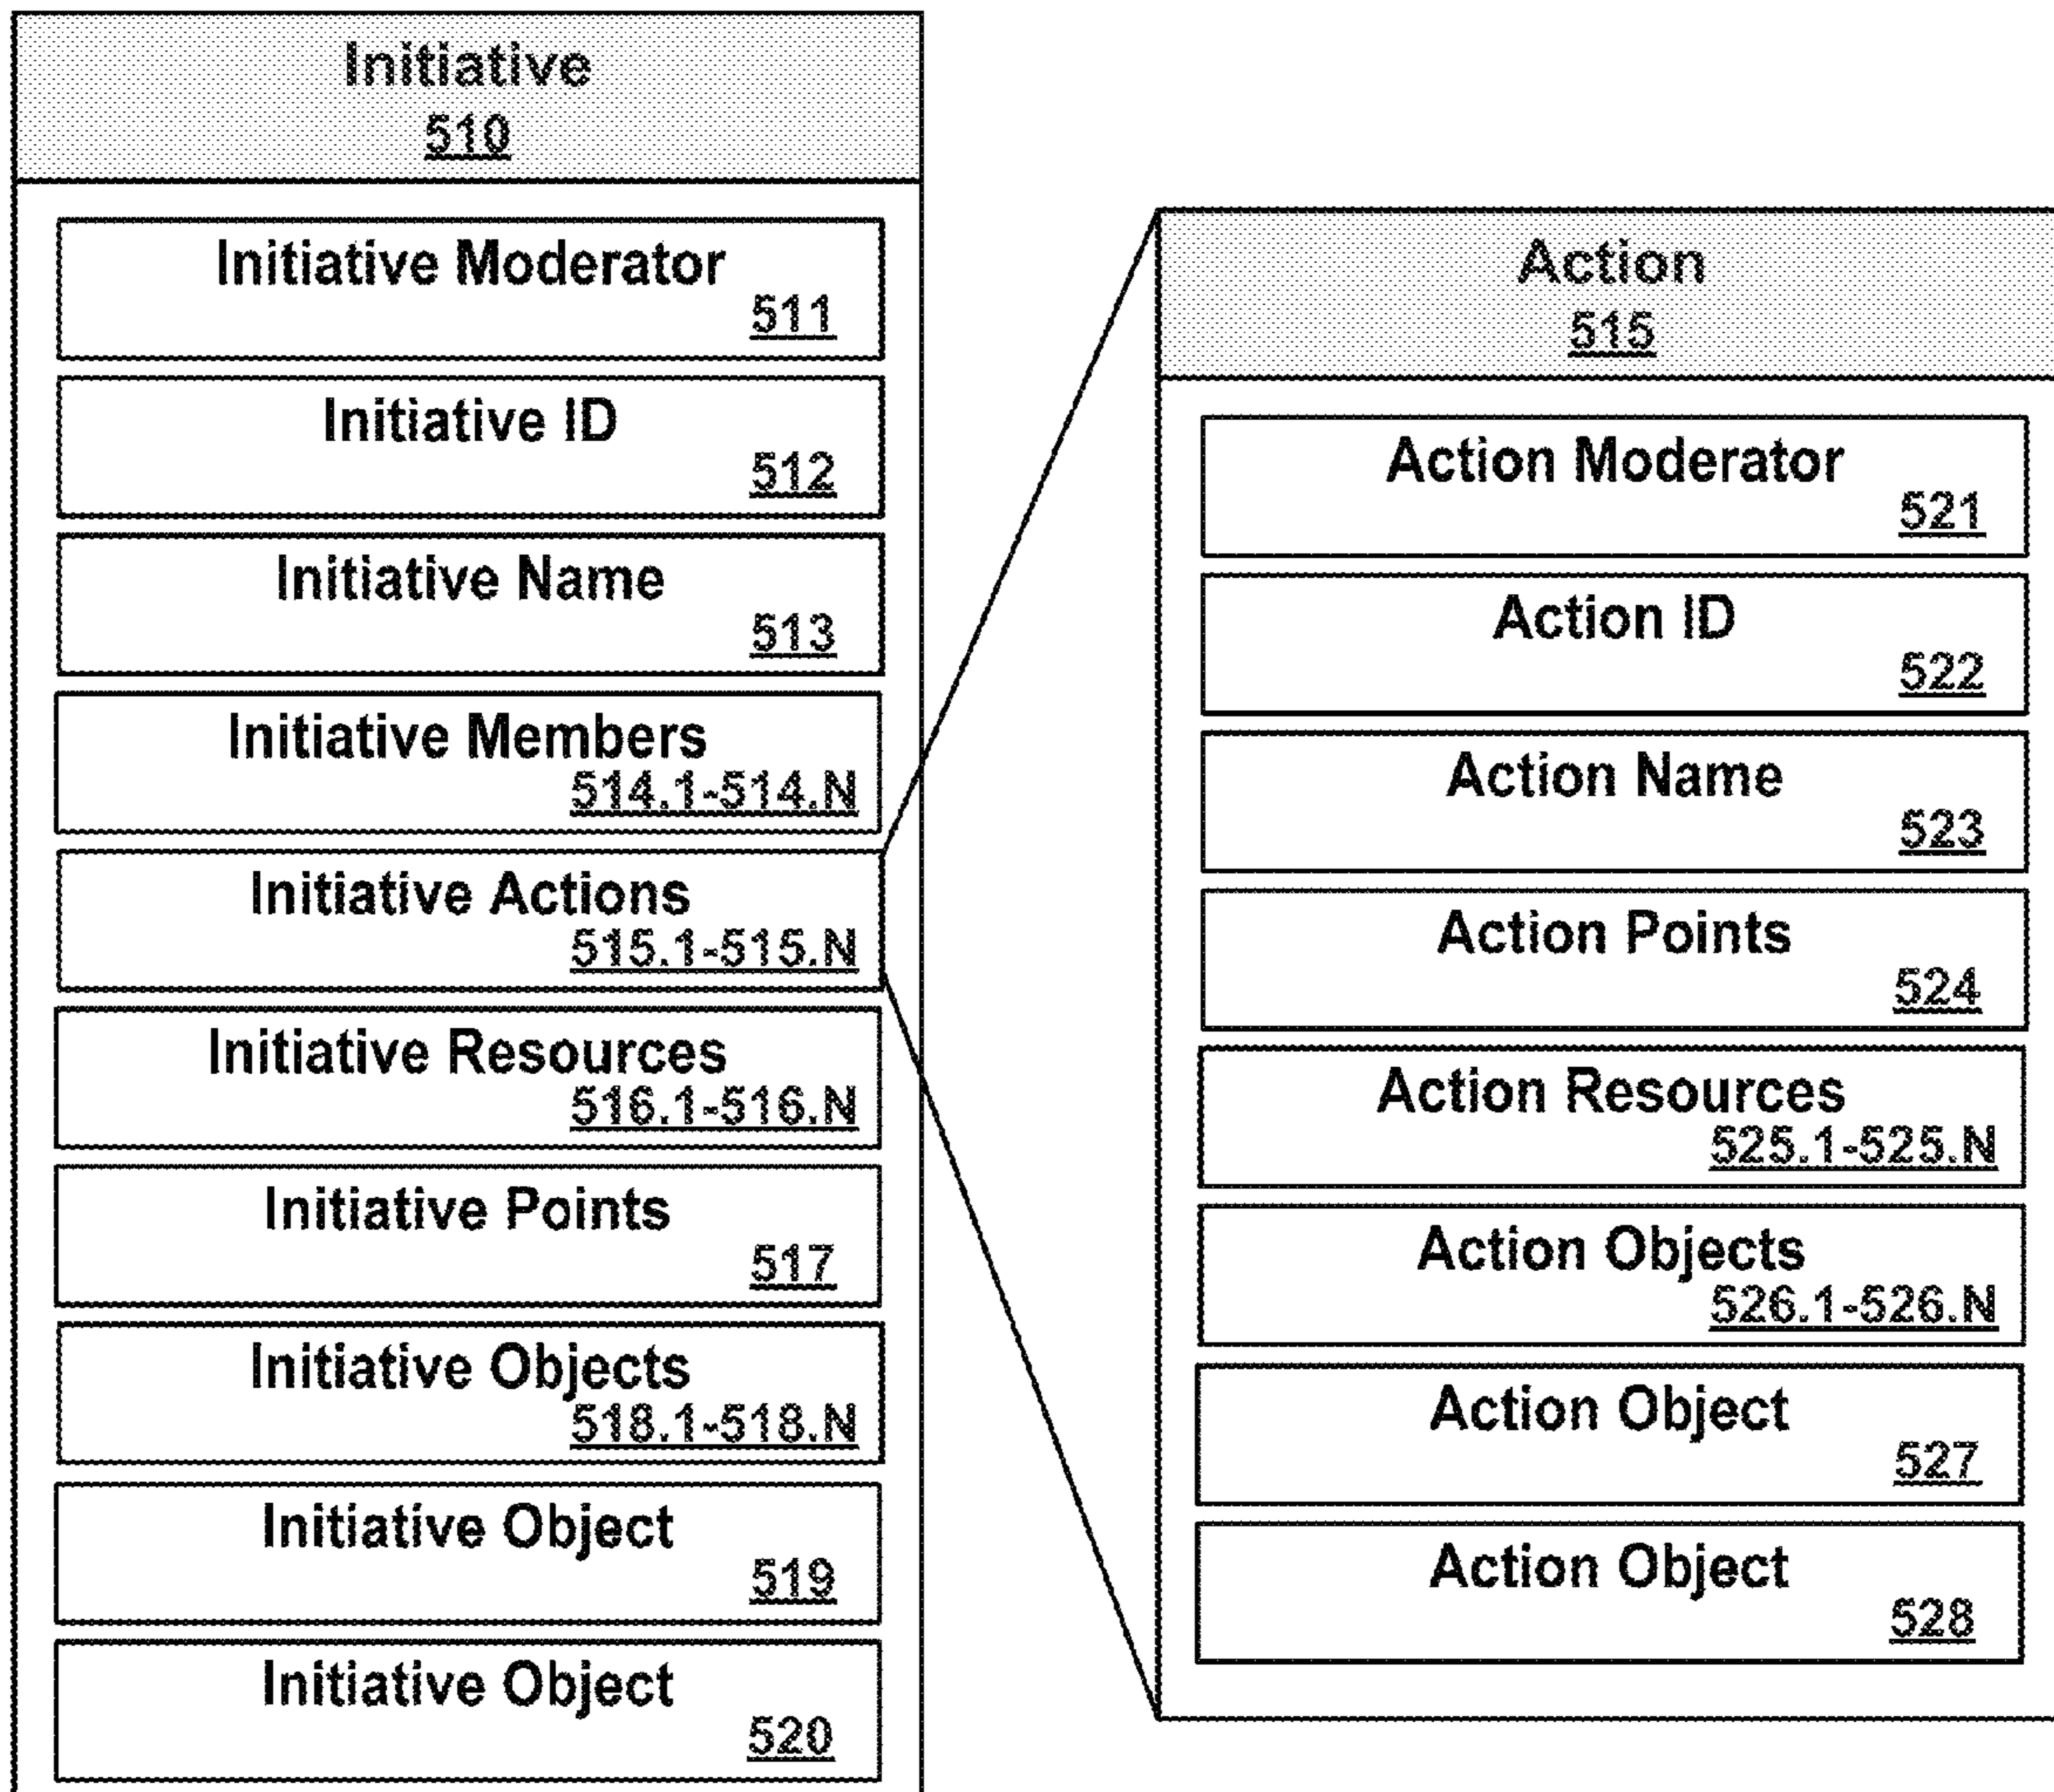 Initiative
510
Initiative Moderator
511
Initiative ID
512
Initiative Name
513
Initiative Members
514.1-514.N
Initiative Actions
515.1-515.N
Initiative Resources
516.1-516.N
Initiative Points
517
Initiative Objects
518.1-518.N
Initiative Object
519
Initiative Object
520
Action
515
Action Moderator
521
Action ID
522
Action Name
523
Action Points
524
Action Resources
525.1-525.N
Action Objects
526.1-526.N
Action Object
527
Action Object
528